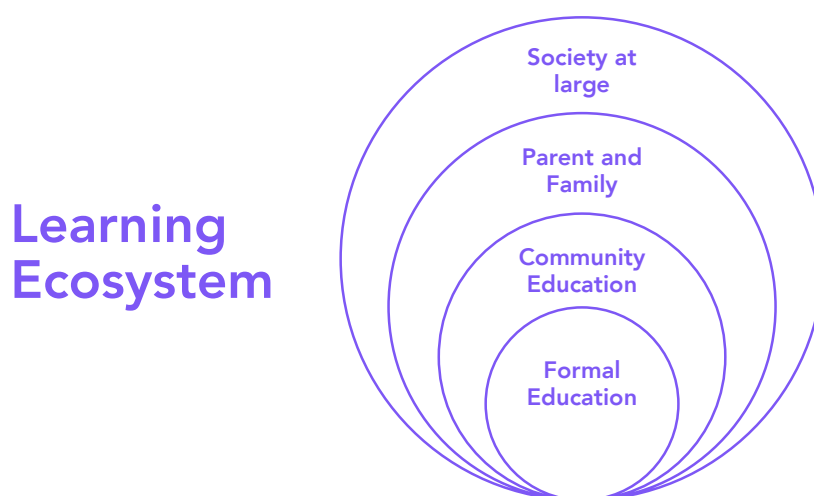 Learning
Ecosystem
Society at
large
Parent and
Family
Community
Education
Formal
Education